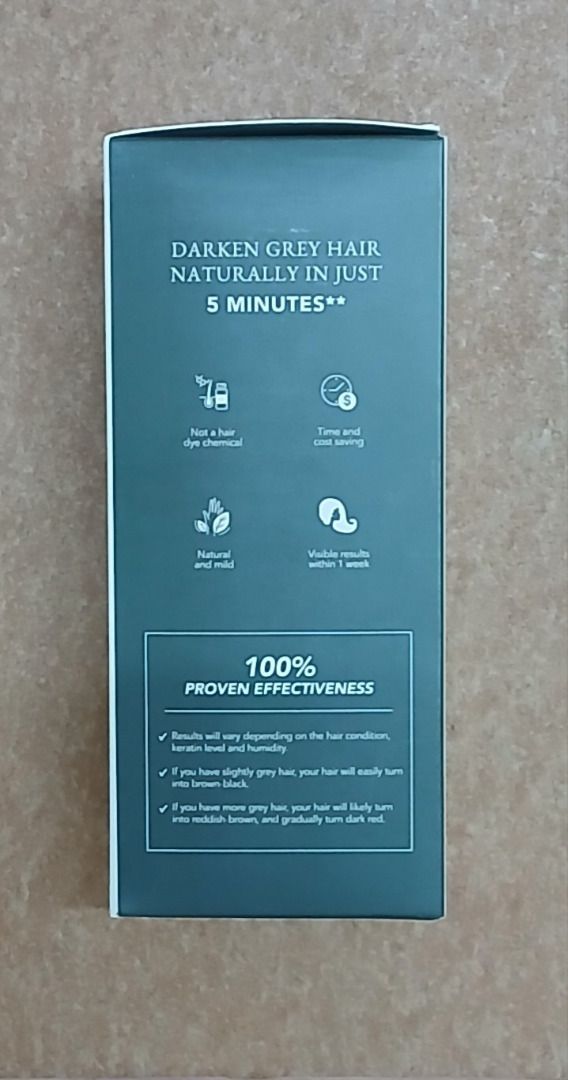 DARKEN GREY HAIR
NATURALLY IN JUST
5 MINUTES**
Not a hair
dye chemical
Time and
cost saving
Natural
and mild
Visible results
within 1 week
100%
PROVEN EFFECTIVENESS
✔ Results will vary depending on the hair condition,
keratin level and humidity.
✔ If you have slightly grey hair, your hair will easily turn
into brown-black.
✔ If you have more grey hair, your hair will likely turn
into reddish-brown, and gradually turn dark red.